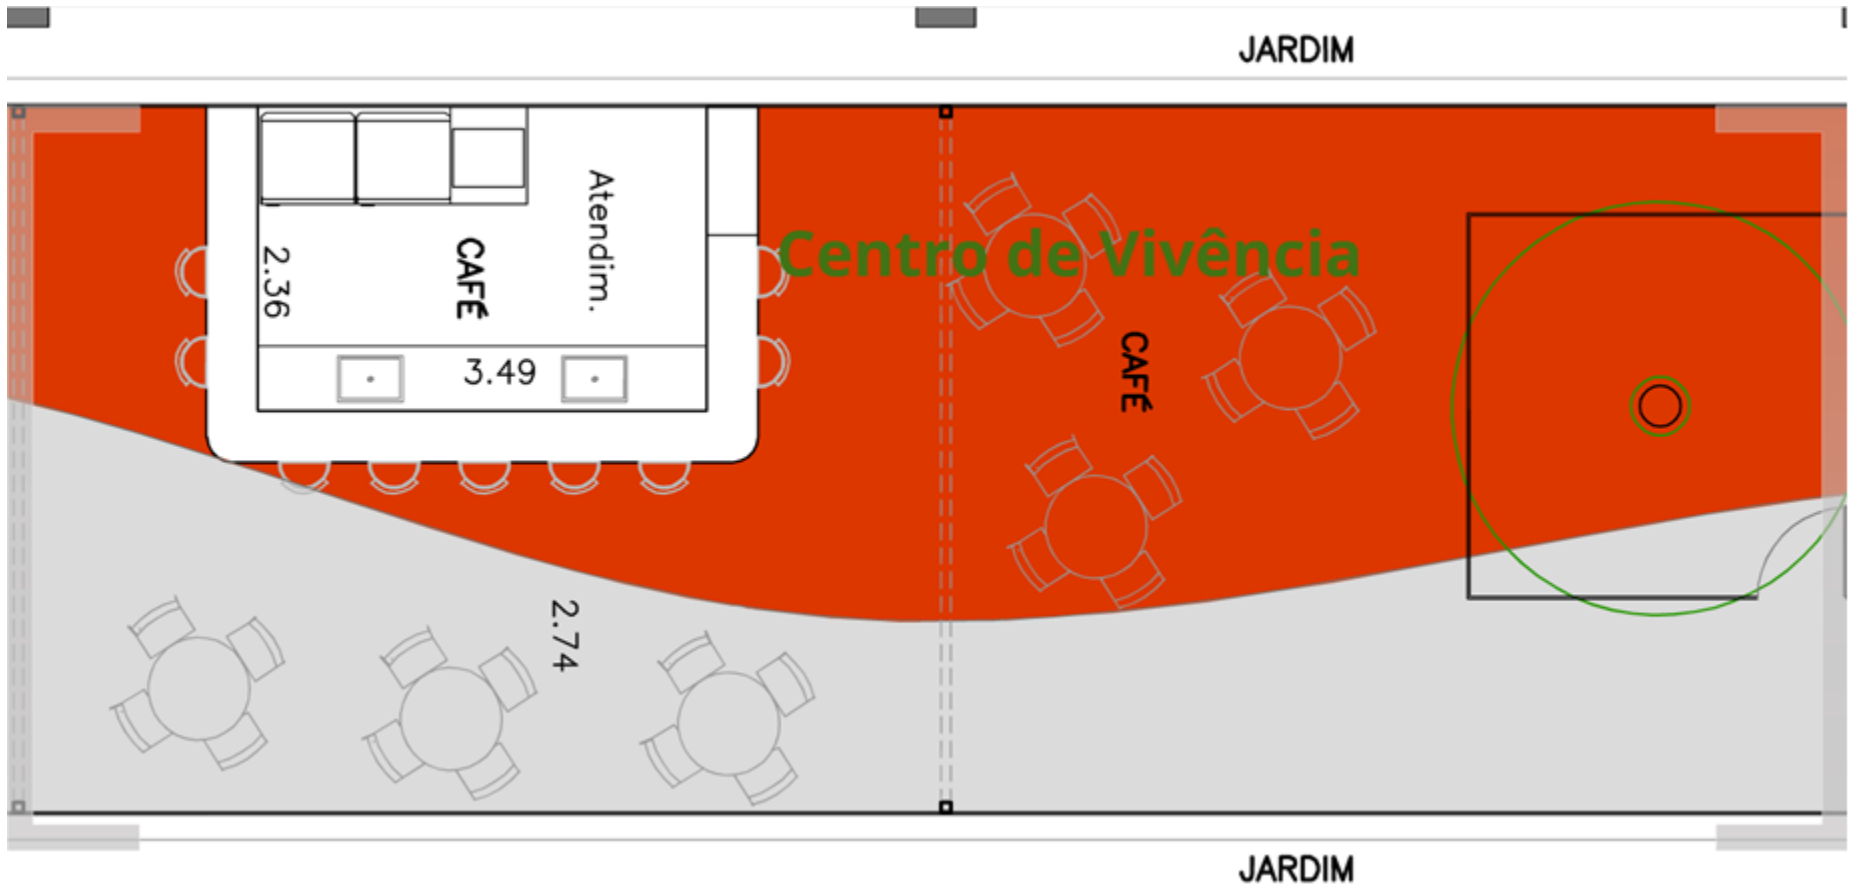 JARDIM
Atendim.
CAFÉ
2.36
3.49
Centro de Vivência
CAFÉ
2.74
JARDIM